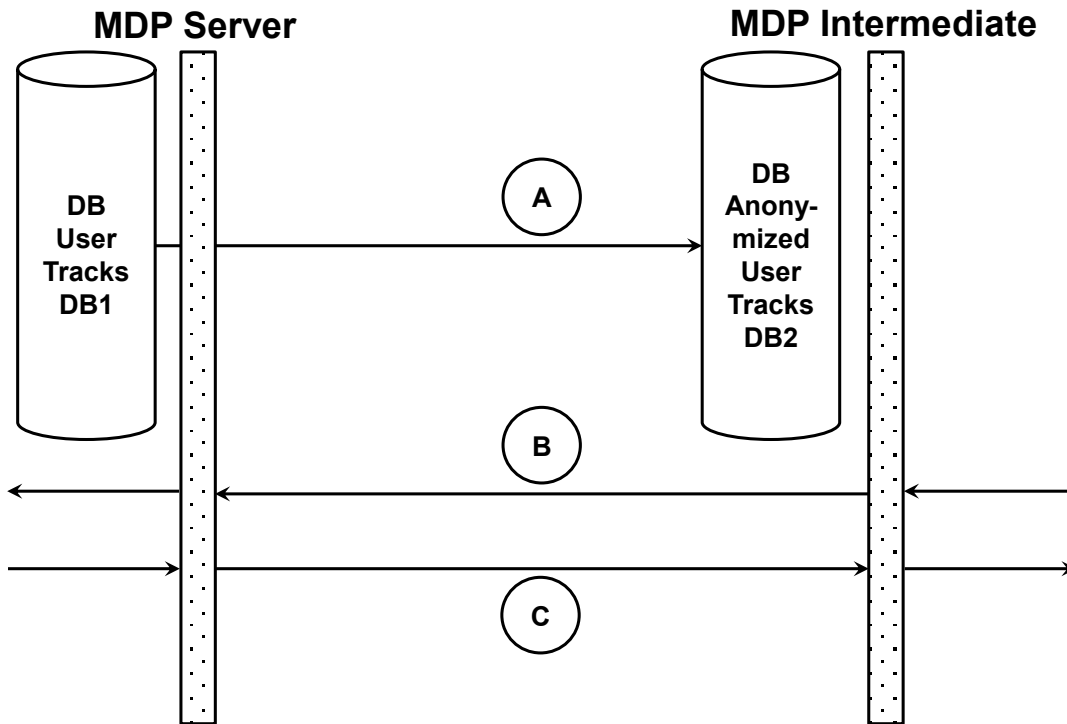 MDP Server
MDP Intermediate
DB
User
Tracks
DB1
A
DB
Anony-
mized
User
Tracks
DB2
B
C